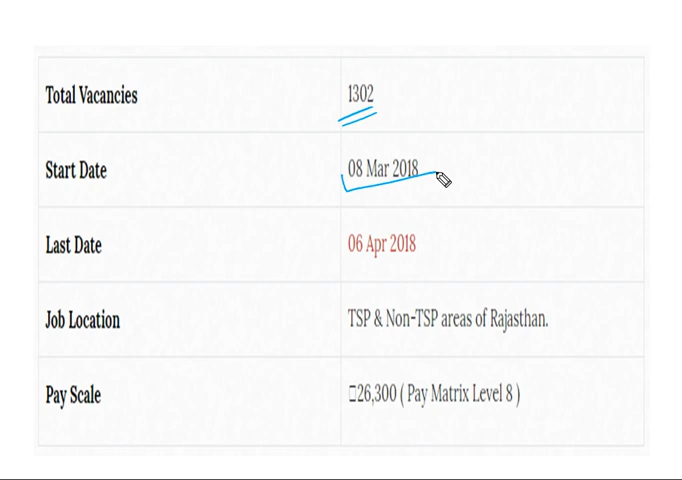 Total Vacancies 1302
Start Date 08 Mar 2018
Last Date 06 Apr 2018
Job Location TSP & Non-TSP areas of Rajasthan.
Pay Scale □26,300 ( Pay Matrix Level 8 )